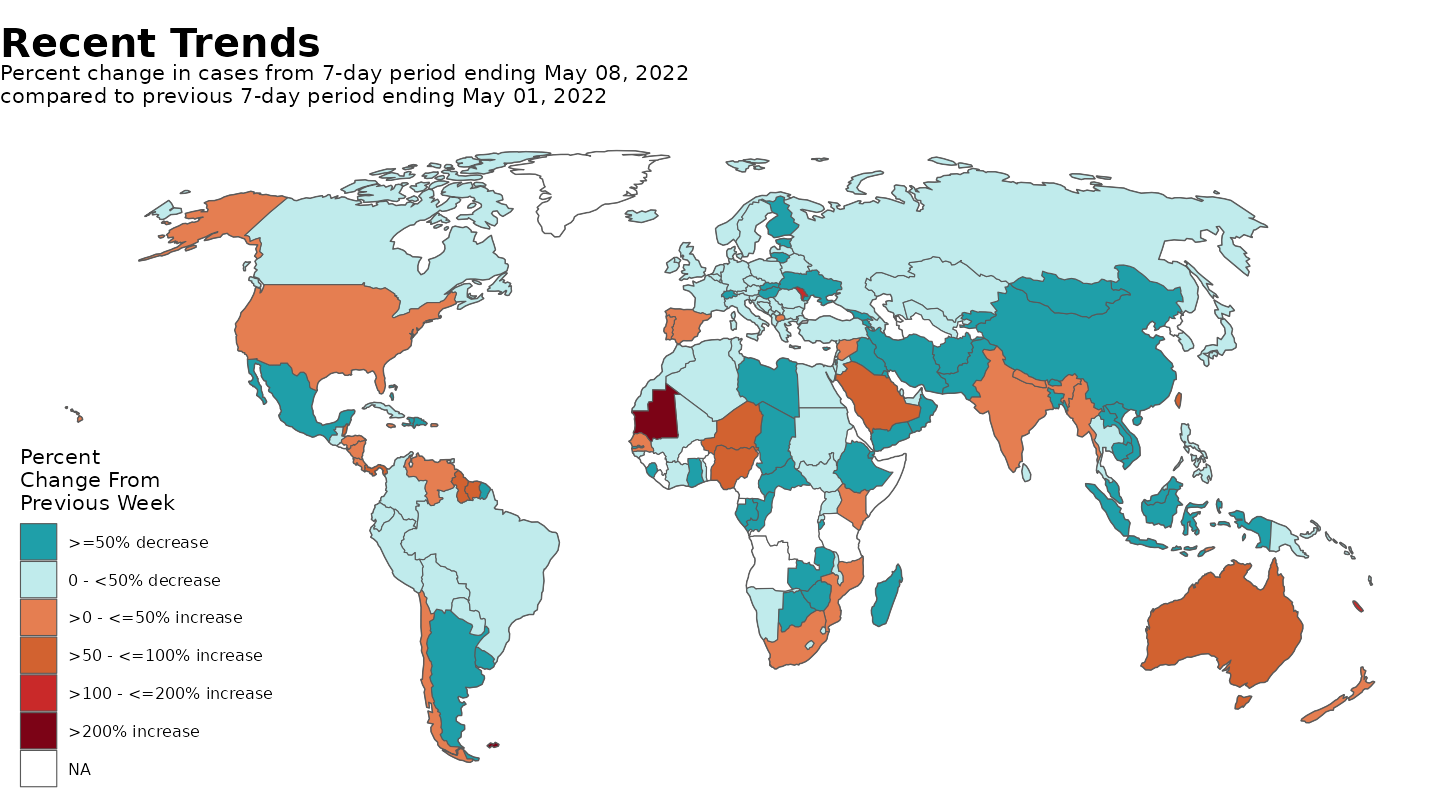 Recent Trends
Percent change in cases from 7-day period ending May 08, 2022
compared to previous 7-day period ending May 01, 2022
Percent
Change From
Previous Week
>=50% decrease
0 - <50% decrease
>0 - <=50% increase
>50 - <=100% increase
>100 - <=200% increase
>200% increase
NA